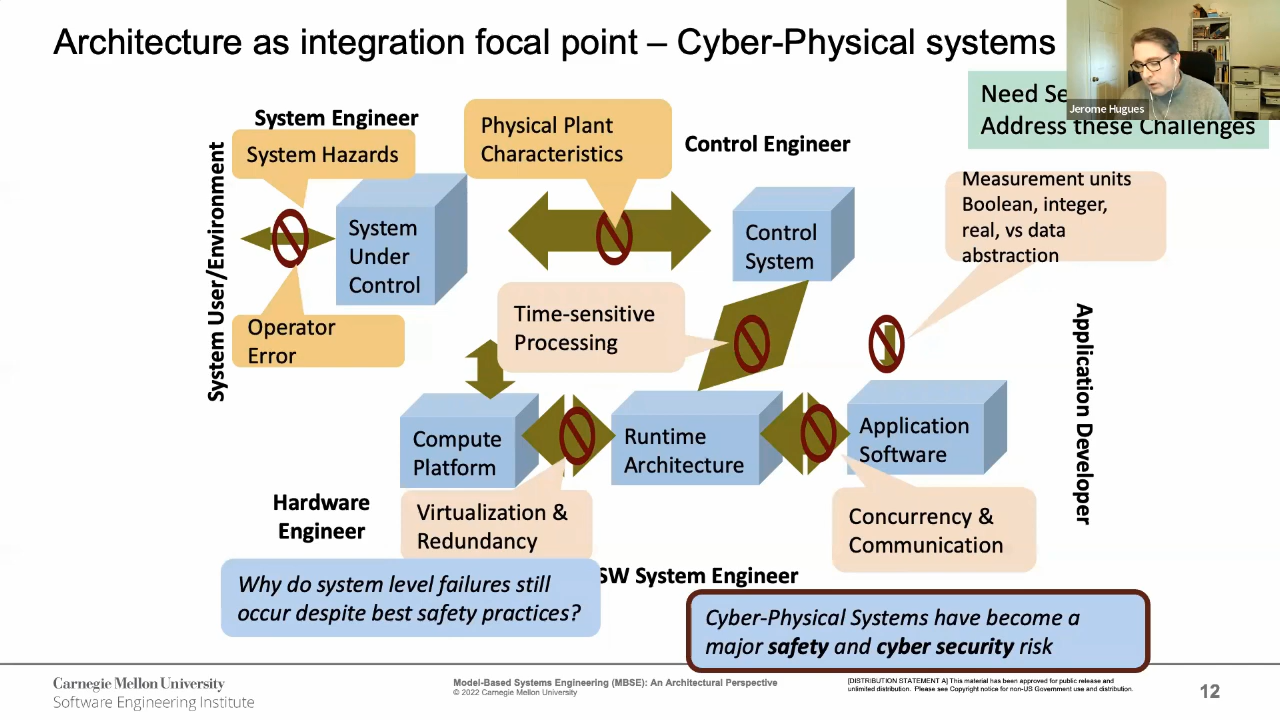 Architecture as integration focal point – Cyber-Physical systems
Jerome Hugues
Need Se
Address these Challenges
System Engineer
System Hazards
Physical Plant
Characteristics
Control Engineer
System User/Environment
System
Under
Control
Control
System
Measurement units
Boolean, integer,
real, vs data
abstraction
Operator
Error
Time-sensitive
Processing
Application Developer
Compute
Platform
Runtime
Architecture
Application
Software
Hardware
Engineer
Virtualization &
Redundancy
Concurrency &
Communication
SW System Engineer
Why do system level failures still
occur despite best safety practices?
Cyber-Physical Systems have become a
major safety and cyber security risk
Carnegie Mellon University
Software Engineering Institute
Model-Based Systems Engineering (MBSE): An Architectural Perspective
© 2022 Carnegie Mellon University
[DISTRIBUTION STATEMENT A] This material has been approved for public release and
unlimited distribution. Please see Copyright notice for non-US Government use and distribution.
12